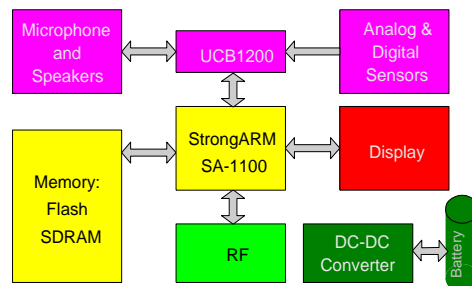 Microphone
and
Speakers
UCB1200
Analog &
Digital
Sensors
StrongARM
SA-1100
Display
Memory:
Flash
SDRAM
RF
DC-DC
Converter
Battery